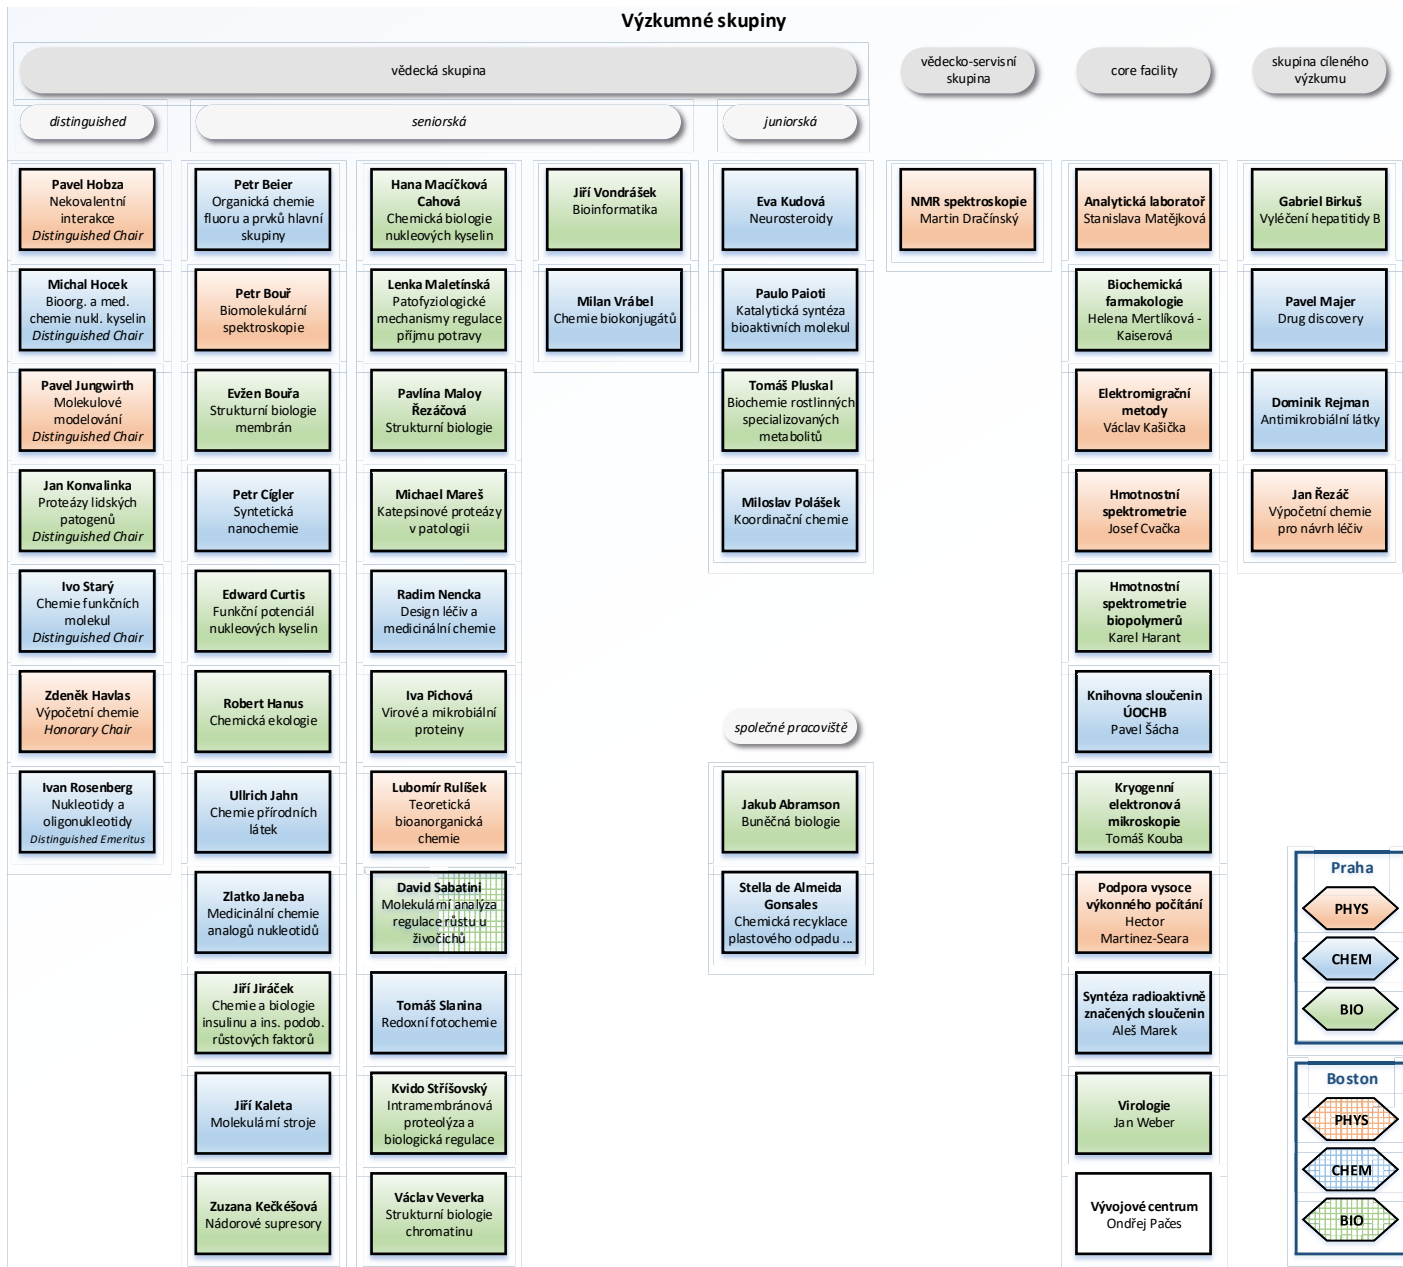 Výzkumné skupiny
vědecká skupina
vědecko-servisní
skupina
core facility
skupina cíleného
výzkumu
distinguished
seniorská
juniorská
Pavel Hobza
Nekovalentní
interakce
Distinguished Chair
Michal Hocek
Bioorg. a med.
chemie nukl. kyselin
Distinguished Chair
Pavel Jungwirth
Molekulové
modelování
Distinguished Chair
Jan Konvalinka
Proteázy lidských
patogenů
Distinguished Chair
Ivo Starý
Chemie funkčních
molekul
Distinguished Chair
Zdeněk Havlas
Výpočetní chemie
Honorary Chair
Ivan Rosenberg
Nukleotidy a
oligonukleotidy
Distinguished Emeritus
Petr Beier
Organická chemie
fluoru a prvků hlavní
skupiny
Petr Bouř
Biomolekulární
spektroskopie
Evžen Bouřa
Strukturní biologie
membrán
Petr Cígler
Syntetická
nanochemie
Edward Curtis
Funkční potenciál
nukleových kyselin
Robert Hanus
Chemická ekologie
Ullrich Jahn
Chemie přírodních
látek
Zlatko Janeba
Medicinální chemie
analogů nukleotidů
Jiří Jiráček
Chemie a biologie
insulinu a ins. podob.
růstových faktorů
Jiří Kaleta
Molekulární stroje
Zuzana Kečkéšová
Nádorové supresory
Hana Macíčková
Cahová
Chemická biologie
nukleových kyselin
Lenka Maletínská
Patofyziologické
mechanismy regulace
příjmu potravy
Pavlína Maloy
Řezáčová
Strukturní biologie
Michael Mareš
Katepsinové proteázy
v patologii
Radim Nencka
Design léčiv a
medicinální chemie
Iva Pichová
Virové a mikrobiální
proteiny
Lubomír Rulíšek
Teoretická
bioanorganická
chemie
David Sabatini
Molekulární analýza
regulace růstu u
živočichů
Tomáš Slanina
Redoxní fotochemie
Kvido Stříšovský
Intramembránová
proteolýza a
biologická regulace
Václav Veverka
Strukturní biologie
chromatinu
Jiří Vondrášek
Bioinformatika
Milan Vrábel
Chemie biokonjugátů
Eva Kudová
Neurosteroidy
Paulo Paioti
Katalytická syntéza
bioaktivních molekul
Tomáš Pluskal
Biochemie rostlinných
specializovaných
metabolitů
Miloslav Polášek
Koordinační chemie
společné pracoviště
Jakub Abramson
Buněčná biologie
Stella de Almeida
Gonsales
Chemická recyklace
plastového odpadu ...
NMR spektroskopie
Martin Dračínský
Analytická laboratoř
Stanislava Matějková
Biochemická
farmakologie
Helena Mertlíková -
Kaiserová
Elektromigrační
metody
Václav Kašička
Hmotnostní
spektrometrie
Josef Cvačka
Hmotnostní
spektrometrie
biopolymerů
Karel Harant
Knihovna sloučenin
ÚOCHB
Pavel Šácha
Kryogenní
elektronová
mikroskopie
Tomáš Kouba
Podpora vysoce
výkonného počítání
Hector
Martinez-Seara
Syntéza radioaktivně
značených sloučenin
Aleš Marek
Virologie
Jan Weber
Vývojové centrum
Ondřej Pačes
Gabriel Birkuš
Vyléčení hepatitidy B
Pavel Majer
Drug discovery
Dominik Rejman
Antimikrobiální látky
Jan Řezáč
Výpočetní chemie
pro návrh léčiv
Praha
PHYS
CHEM
BIO
Boston
PHYS
CHEM
BIO